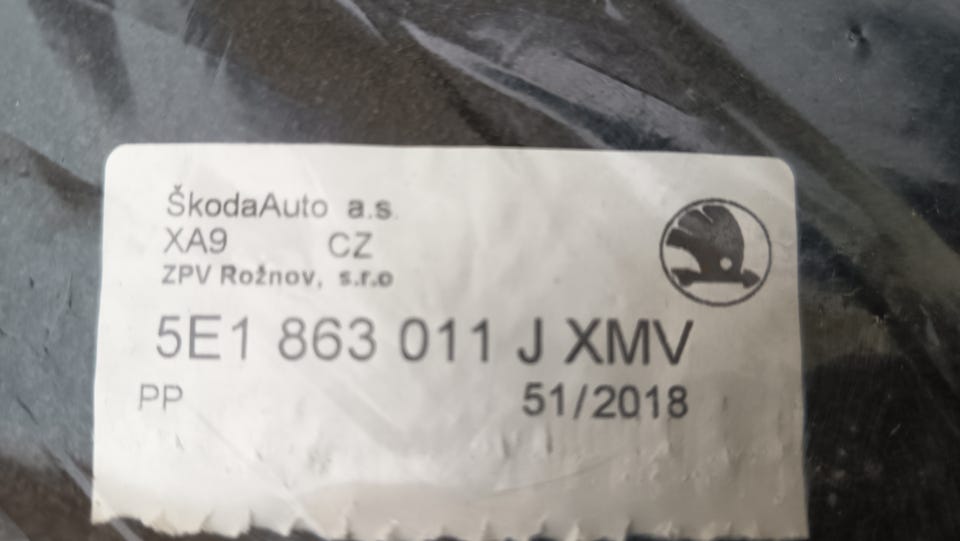 ŠkodaAuto a.s.
XA9 CZ
ZPV Rožnov, s.r.o
5E1 863 011 J XMV
PP 51/2018